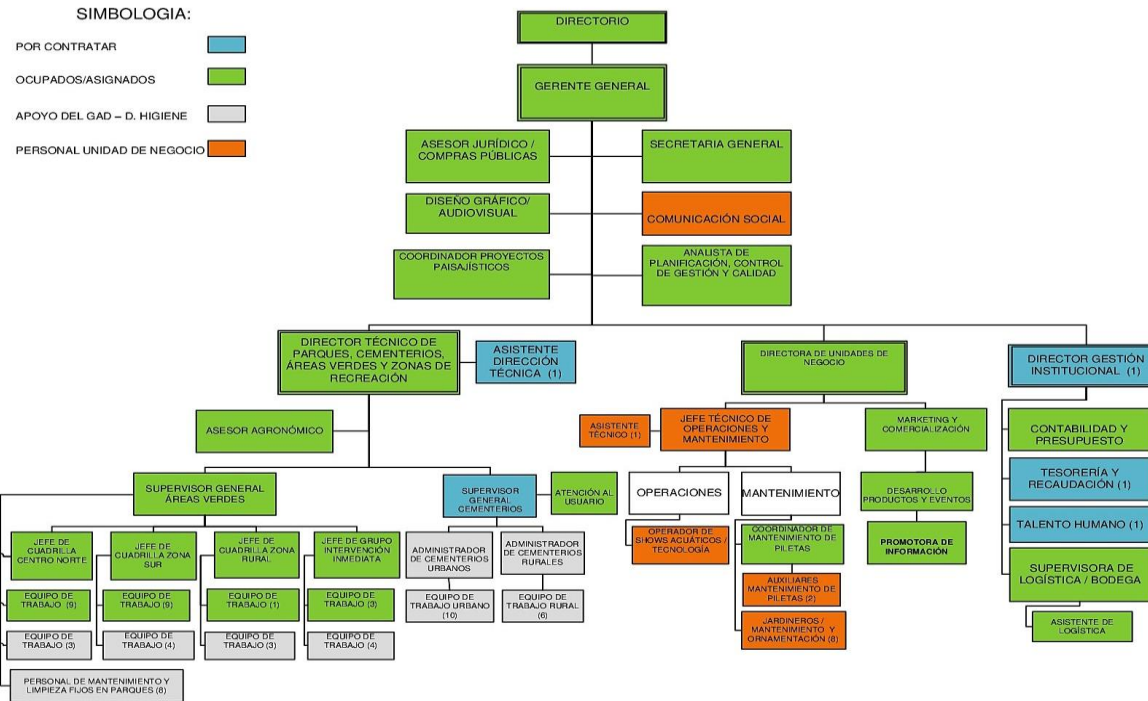 SIMBOLOGIA:
POR CONTRATAR
OCUPADOS/ASIGNADOS
APOYO DEL GAD – D. HIGIENE
PERSONAL UNIDAD DE NEGOCIO
DIRECTORIO
GERENTE GENERAL
ASESOR JURÍDICO /
COMPRAS PÚBLICAS
SECRETARIA GENERAL
DISEÑO GRÁFICO/
AUDIOVISUAL
COMUNICACIÓN SOCIAL
COORDINADOR PROYECTOS
PAISAJÍSTICOS
ANALISTA DE
PLANIFICACIÓN, CONTROL
DE GESTIÓN Y CALIDAD
DIRECTOR TÉCNICO DE
PARQUES, CEMENTERIOS,
ÁREAS VERDES Y ZONAS DE
RECREACIÓN
ASISTENTE
DIRECCIÓN
TÉCNICA (1)
DIRECTORA DE UNIDADES DE
NEGOCIO
DIRECTOR GESTIÓN
INSTITUCIONAL (1)
ASESOR AGRONÓMICO
ASISTENTE
TÉCNICO (1)
JEFE TÉCNICO DE
OPERACIONES Y
MANTENIMIENTO
MARKETING Y
COMERCIALIZACIÓN
CONTABILIDAD Y
PRESUPUESTO
SUPERVISOR GENERAL
ÁREAS VERDES
SUPERVISOR
GENERAL
CEMENTERIOS
ATENCIÓN AL
USUARIO
OPERACIONES
MANTENIMIENTO
DESARROLLO
PRODUCTOS Y EVENTOS
TESORERÍA Y
RECAUDACIÓN (1)
JEFE DE
CUADRILLA
CENTRO NORTE
JEFE DE
CUADRILLA ZONA
SUR
JEFE DE
CUADRILLA ZONA
RURAL
JEFE DE GRUPO
INTERVENCIÓN
INMEDIATA
ADMINISTRADOR
DE CEMENTERIOS
URBANOS
ADMINISTRADOR
DE CEMENTERIOS
RURALES
OPERADOR DE
SHOWS ACUÁTICOS /
TECNOLOGÍA
COORDINADOR DE
MANTENIMIENTO DE
PILETAS
PROMOTORA DE
INFORMACIÓN
TALENTO HUMANO (1)
EQUIPO DE
TRABAJO (9)
EQUIPO DE
TRABAJO (9)
EQUIPO DE
TRABAJO (1)
EQUIPO DE
TRABAJO (3)
EQUIPO DE
TRABAJO URBANO
(10)
EQUIPO DE
TRABAJO RURAL
(6)
AUXILIARES
MANTENIMIENTO DE
PILETAS (2)
SUPERVISORA DE
LOGÍSTICA / BODEGA
EQUIPO DE
TRABAJO (3)
EQUIPO DE
TRABAJO (4)
EQUIPO DE
TRABAJO (3)
EQUIPO DE
TRABAJO (4)
JARDINEROS /
MANTENIMIENTO Y
ORNAMENTACIÓN (8)
ASISTENTE DE
LOGÍSTICA
PERSONAL DE MANTENIMIENTO Y
LIMPIEZA FIJOS EN PARQUES (8)